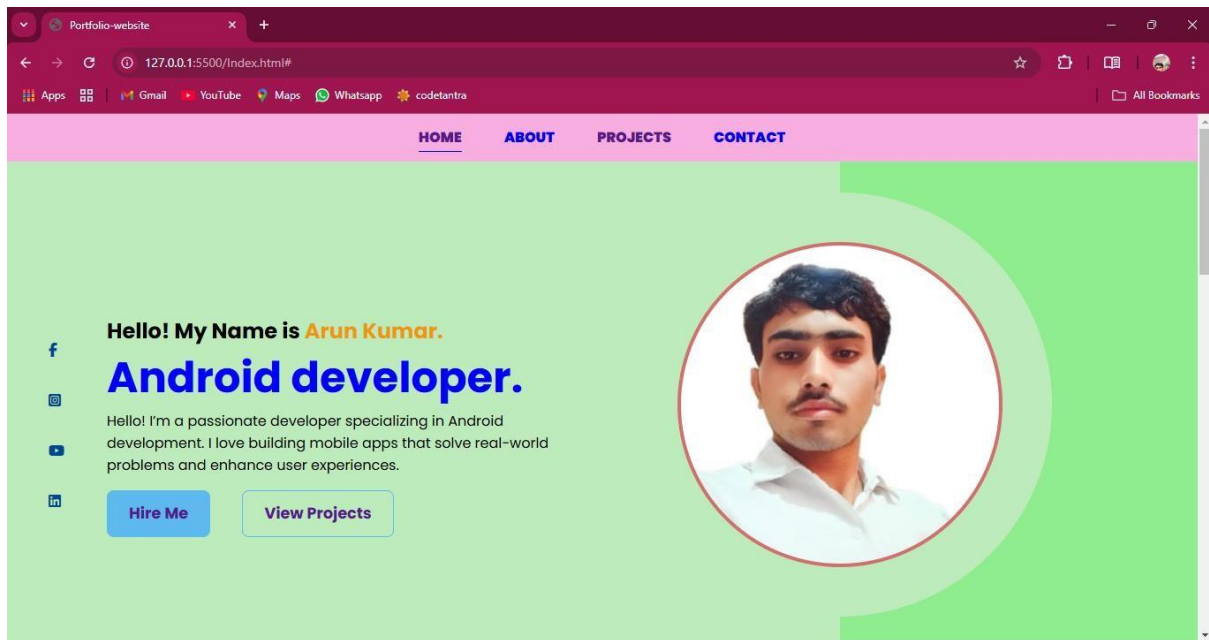 Portfolio-website
127.0.0.1:5500/Index.html#
Apps Gmail YouTube Maps Whatsapp codetantra All Bookmarks
HOME ABOUT PROJECTS CONTACT
Hello! My Name is Arun Kumar.
Android developer.
Hello! I’m a passionate developer specializing in Android
development. I love building mobile apps that solve real-world
problems and enhance user experiences.
Hire Me View Projects